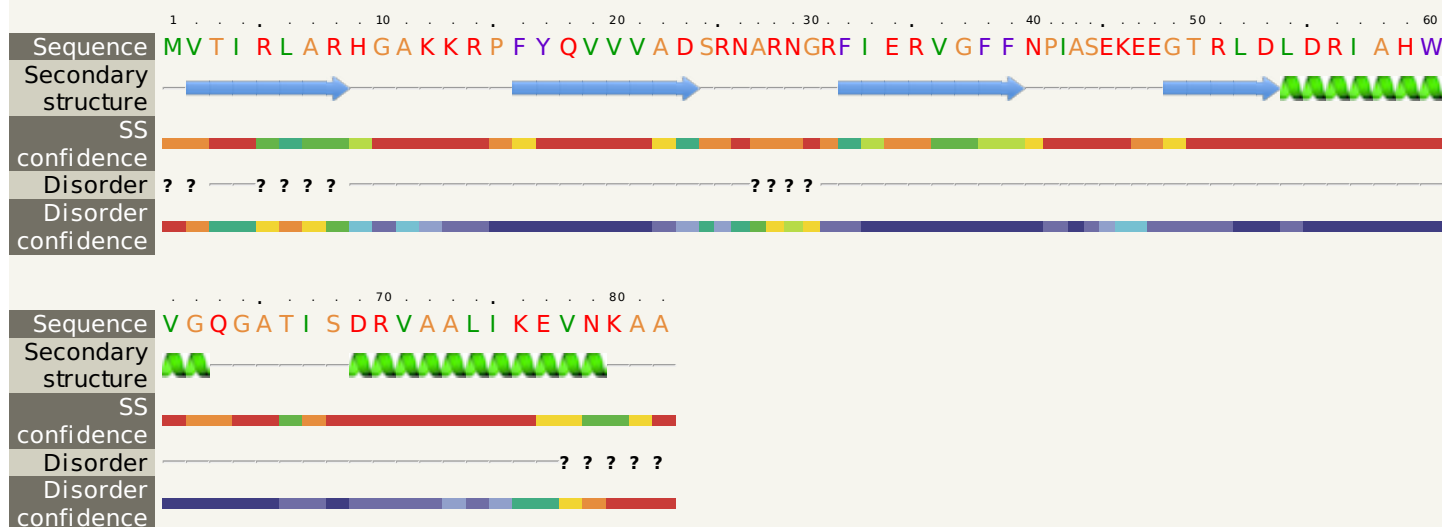 1 10 20 30 40 50 60
Sequence M V T I R L A R H G A K K R P F Y Q V V V A D S R N A R N G R F I E R V G F F N P I A S E K E E G T R L D L D R I A H W
Secondary
structure
SS
confidence
Disorder ? ? ? ? ? ? ? ? ? ?
Disorder
confidence
70 80
Sequence V G Q G A T I S D R V A A L I K E V N K A A
Secondary
structure
SS
confidence
Disorder ? ? ? ? ?
Disorder
confidence